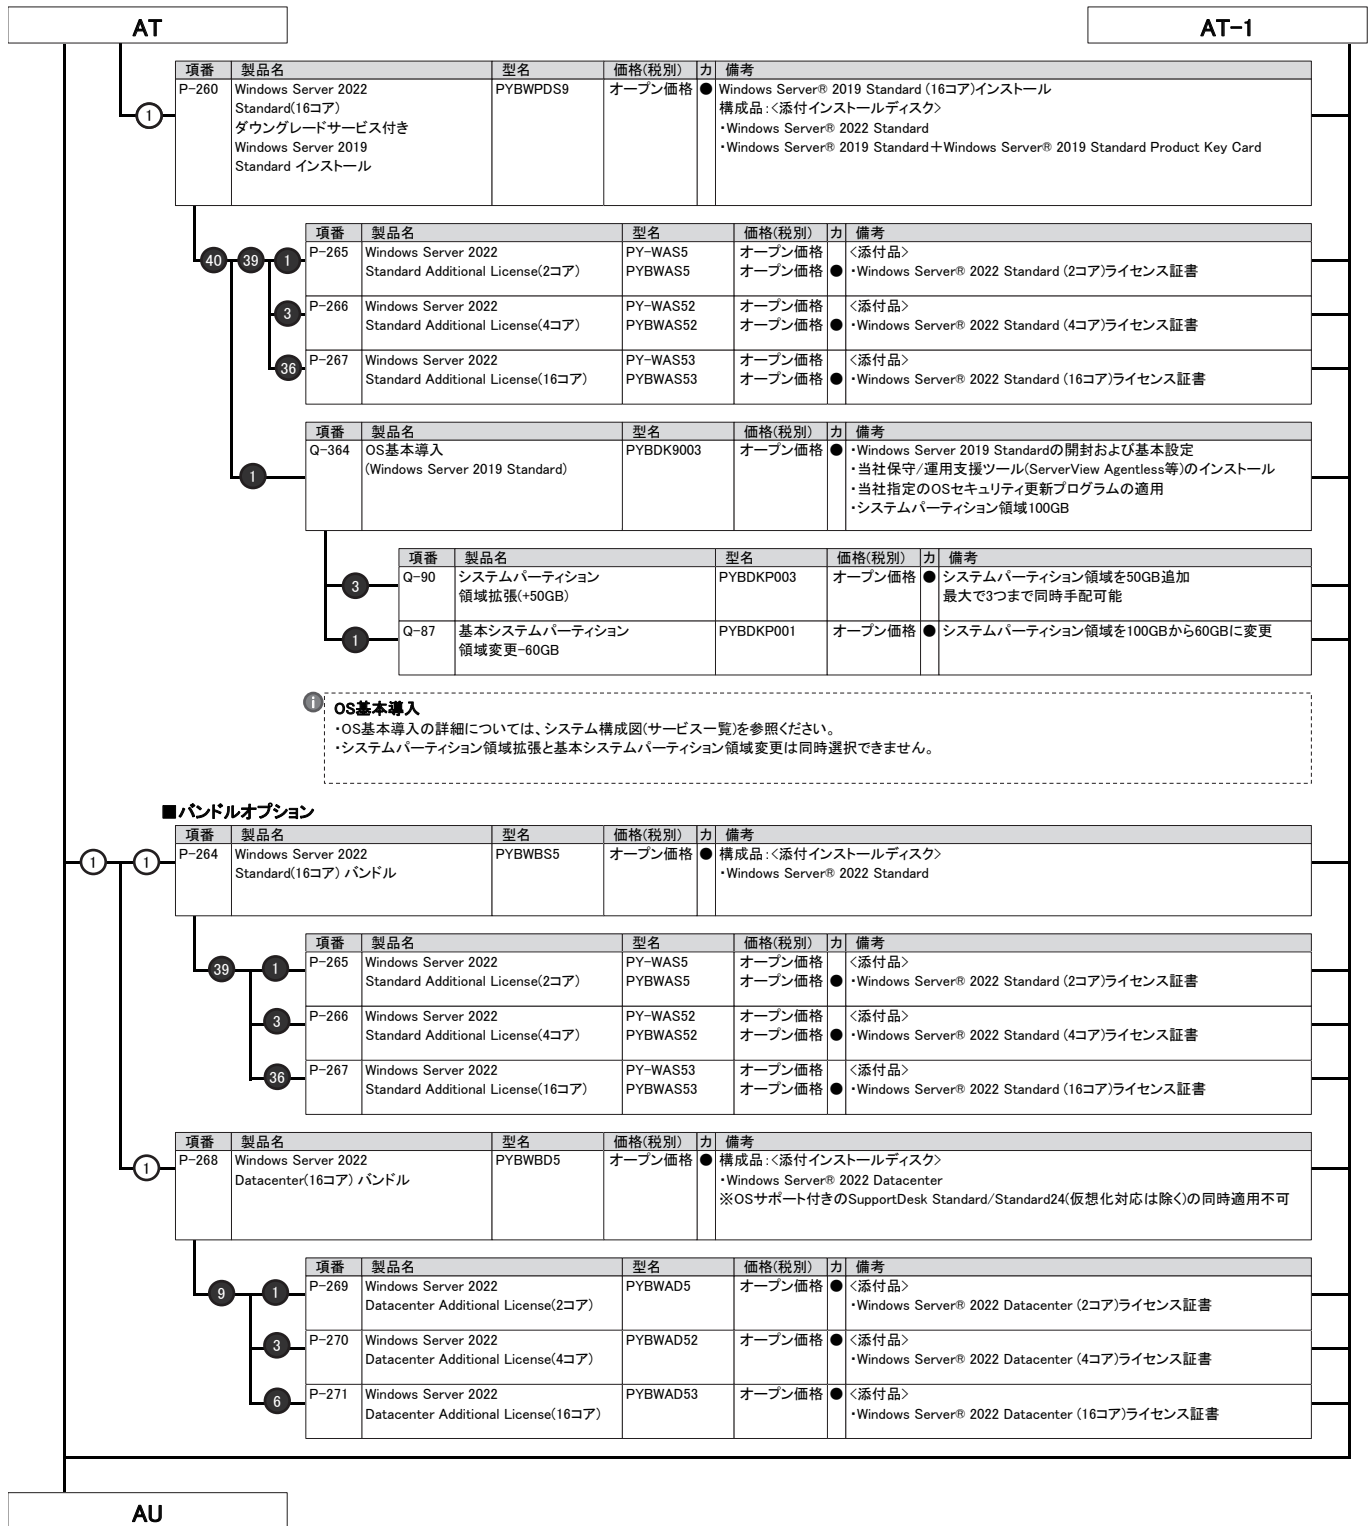 AT
AT-1
項番 製品名 型名 価格(税別) カ 備考
P-260 Windows Server 2022 PYBWPDS9 オープン価格 ● Windows Server® 2019 Standard (16コア)インストール
Standard(16コア) 構成品:<添付インストールディスク>
1 ダウングレードサービス付き ・Windows Server® 2022 Standard
Windows Server 2019 ・Windows Server® 2019 Standard+Windows Server® 2019 Standard Product Key Card
Standard インストール
項番 製品名 型名 価格(税別) カ 備考
40 39 1 P-265 Windows Server 2022 PY-WAS5 オープン価格 <添付品>
Standard Additional License(2コア) PYBWAS5 オープン価格 ● ・Windows Server® 2022 Standard (2コア)ライセンス証書
3 P-266 Windows Server 2022 PY-WAS52 オープン価格 <添付品>
Standard Additional License(4コア) PYBWAS52 オープン価格 ● ・Windows Server® 2022 Standard (4コア)ライセンス証書
36 P-267 Windows Server 2022 PY-WAS53 オープン価格 <添付品>
Standard Additional License(16コア) PYBWAS53 オープン価格 ● ・Windows Server® 2022 Standard (16コア)ライセンス証書
項番 製品名 型名 価格(税別) カ 備考
Q-364 OS基本導入 PYBDK9003 オープン価格 ● ・Windows Server 2019 Standardの開封および基本設定
1 (Windows Server 2019 Standard) ・当社保守/運用支援ツール(ServerView Agentless等)のインストール
・当社指定のOSセキュリティ更新プログラムの適用
・システムパーティション領域100GB
項番 製品名 型名 価格(税別) カ 備考
3 Q-90 システムパーティション PYBDKP003 オープン価格 ● システムパーティション領域を50GB追加
領域拡張(+50GB) 最大で3つまで同時手配可能
1 Q-87 基本システムパーティション PYBDKP001 オープン価格 ● システムパーティション領域を100GBから60GBに変更
領域変更-60GB
i OS基本導入
・OS基本導入の詳細については、システム構成図(サービス一覧)を参照ください。
・システムパーティション領域拡張と基本システムパーティション領域変更は同時選択できません。
■バンドルオプション
項番 製品名 型名 価格(税別) カ 備考
1 1 P-264 Windows Server 2022 PYBWBS5 オープン価格 ● 構成品:<添付インストールディスク>
Standard(16コア) バンドル ・Windows Server® 2022 Standard
項番 製品名 型名 価格(税別) カ 備考
39 1 P-265 Windows Server 2022 PY-WAS5 オープン価格 <添付品>
Standard Additional License(2コア) PYBWAS5 オープン価格 ● ・Windows Server® 2022 Standard (2コア)ライセンス証書
3 P-266 Windows Server 2022 PY-WAS52 オープン価格 <添付品>
Standard Additional License(4コア) PYBWAS52 オープン価格 ● ・Windows Server® 2022 Standard (4コア)ライセンス証書
36 P-267 Windows Server 2022 PY-WAS53 オープン価格 <添付品>
Standard Additional License(16コア) PYBWAS53 オープン価格 ● ・Windows Server® 2022 Standard (16コア)ライセンス証書
項番 製品名 型名 価格(税別) カ 備考
1 P-268 Windows Server 2022 PYBWBD5 オープン価格 ● 構成品:<添付インストールディスク>
Datacenter(16コア) バンドル ・Windows Server® 2022 Datacenter
※OSサポート付きのSupportDesk Standard/Standard24(仮想化対応は除く)の同時適用不可
項番 製品名 型名 価格(税別) カ 備考
9 1 P-269 Windows Server 2022 PYBWAD5 オープン価格 ● <添付品>
Datacenter Additional License(2コア) ・Windows Server® 2022 Datacenter (2コア)ライセンス証書
3 P-270 Windows Server 2022 PYBWAD52 オープン価格 ● <添付品>
Datacenter Additional License(4コア) ・Windows Server® 2022 Datacenter (4コア)ライセンス証書
6 P-271 Windows Server 2022 PYBWAD53 オープン価格 ● <添付品>
Datacenter Additional License(16コア) ・Windows Server® 2022 Datacenter (16コア)ライセンス証書
AU